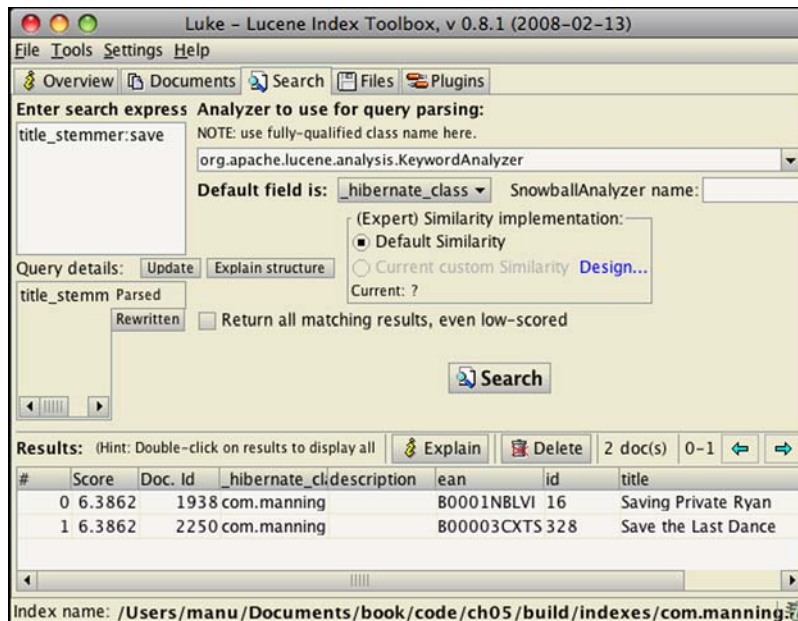 Luke – Lucene Index Toolbox, v 0.8.1 (2008-02-13)
File Tools Settings Help
Overview Documents Search Files Plugins
Enter search express Analyzer to use for query parsing:
title_stemmer:save
NOTE: use fully-qualified class name here.
org.apache.lucene.analysis.KeywordAnalyzer
Default field is: _hibernate_class SnowballAnalyzer name:
(Expert) Similarity implementation:
Default Similarity
Current custom Similarity Design...
Current: ?
Query details: Update Explain structure
title_stemm Parsed
Rewritten
Return all matching results, even low-scored
Search
Results: (Hint: Double-click on results to display all Explain Delete 2 doc(s) 0-1
# Score Doc. Id _hibernate_cl description ean id title
0 6.3862 1938 com.manning B0001NBLVI 16 Saving Private Ryan
1 6.3862 2250 com.manning B00003CXTS 328 Save the Last Dance
Index name: /Users/manu/Documents/book/code/ch05/build/indexes/com.manning.